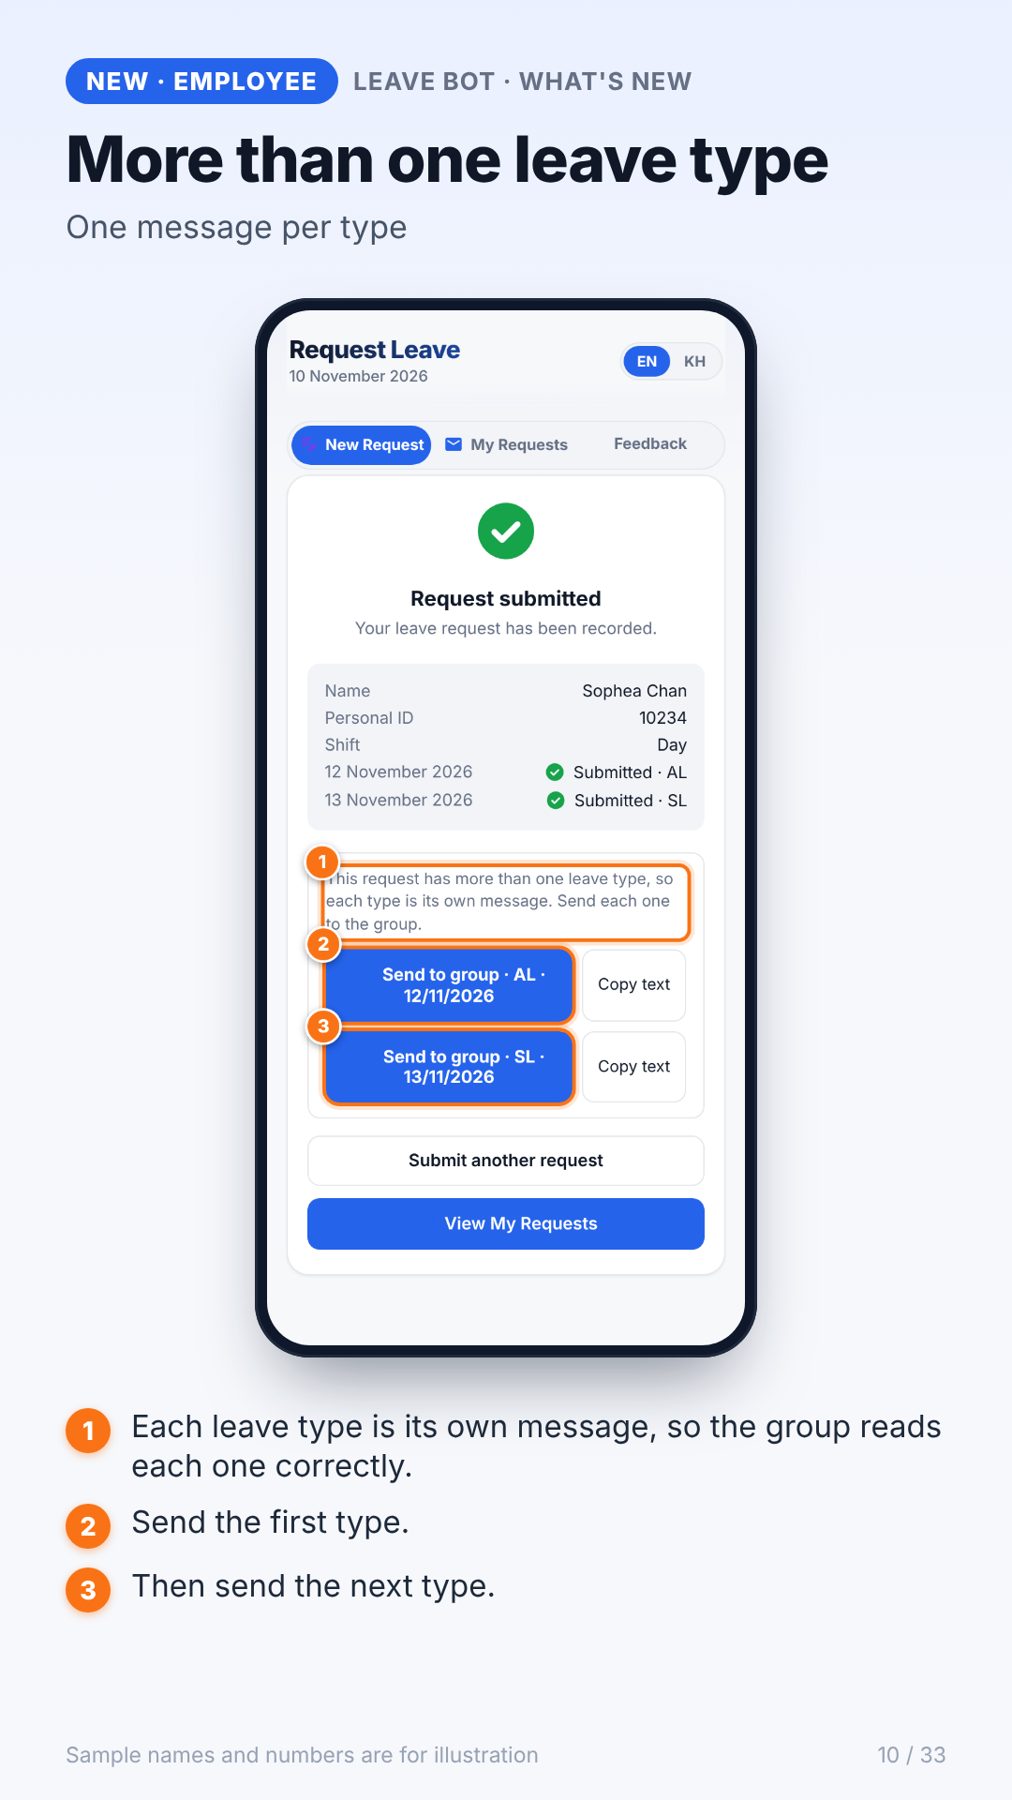 NEW · EMPLOYEE LEAVE BOT · WHAT'S NEW
More than one leave type
One message per type
Request Leave
10 November 2026
EN KH
New Request My Requests Feedback
Request submitted
Your leave request has been recorded.
Name Sophea Chan
Personal ID 10234
Shift Day
12 November 2026 Submitted · AL
13 November 2026 Submitted · SL
1
This request has more than one leave type, so
each type is its own message. Send each one
to the group.
2
Send to group · AL ·
12/11/2026
Copy text
3
Send to group · SL ·
13/11/2026
Copy text
Submit another request
View My Requests
1 Each leave type is its own message, so the group reads
each one correctly.
2 Send the first type.
3 Then send the next type.
Sample names and numbers are for illustration 10 / 33